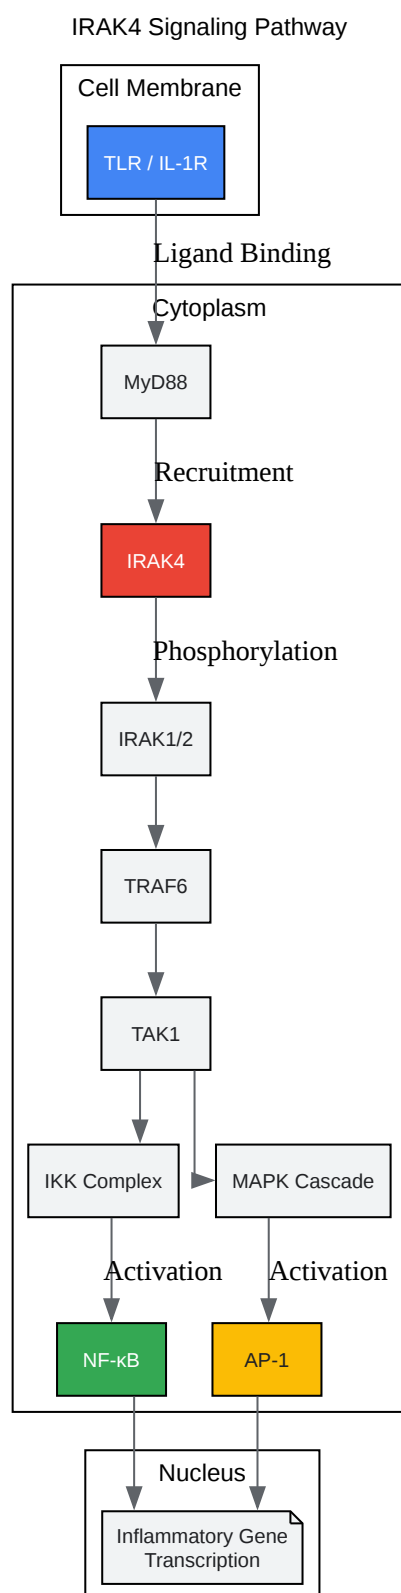 IRAK4 Signaling Pathway
Cell Membrane
TLR / IL-1R
Ligand Binding
Cytoplasm
MyD88
Recruitment
IRAK4
Phosphorylation
IRAK1/2
TRAF6
TAK1
IKK Complex
MAPK Cascade
Activation
Activation
NF-κB
AP-1
Nucleus
Inflammatory Gene
Transcription